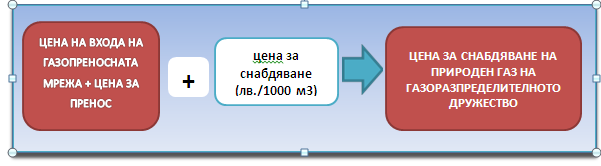 ЦЕНА НА ВХОДА НА
ГАЗОПРЕНОСНАТА
МРЕЖА + ЦЕНА ЗА
ПРЕНОС
+
цена за
снабдяване
(лв./1000 м3)
ЦЕНА ЗА СНАБДЯВАНЕ НА
ПРИРОДЕН ГАЗ НА
ГАЗОРАЗПРЕДЕЛИТЕЛНОТО
ДРУЖЕСТВО